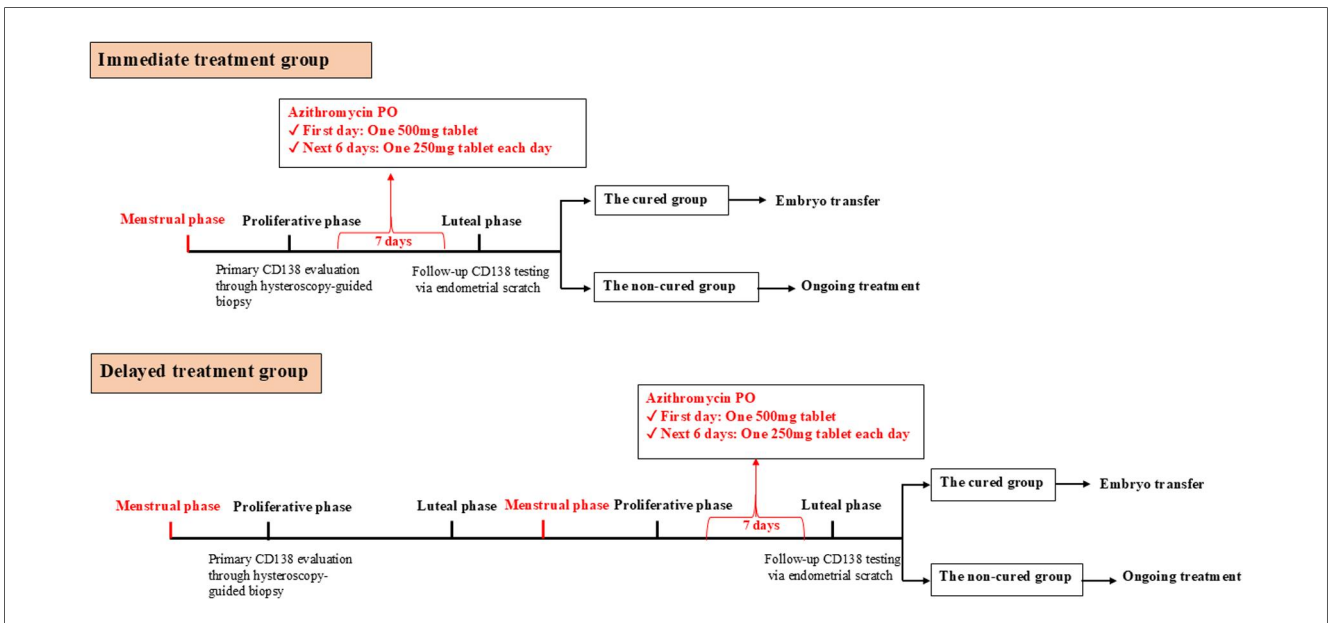 Immediate treatment group
Azithromycin PO
✓ First day: One 500mg tablet
✓ Next 6 days: One 250mg tablet each day
The cured group
Embryo transfer
Menstrual phase
Proliferative phase
Luteal phase
7 days
Primary CD138 evaluation
through hysteroscopy-guided
biopsy
Follow-up CD138 testing
via endometrial scratch
The non-cured group
Ongoing treatment
Delayed treatment group
Azithromycin PO
✓ First day: One 500mg tablet
✓ Next 6 days: One 250mg tablet each day
The cured group
Embryo transfer
Menstrual phase
Proliferative phase
Luteal phase
Menstrual phase
Proliferative phase
Luteal phase
7 days
Primary CD138 evaluation
through hysteroscopy-
guided biopsy
Follow-up CD138 testing
via endometrial scratch
The non-cured group
Ongoing treatment